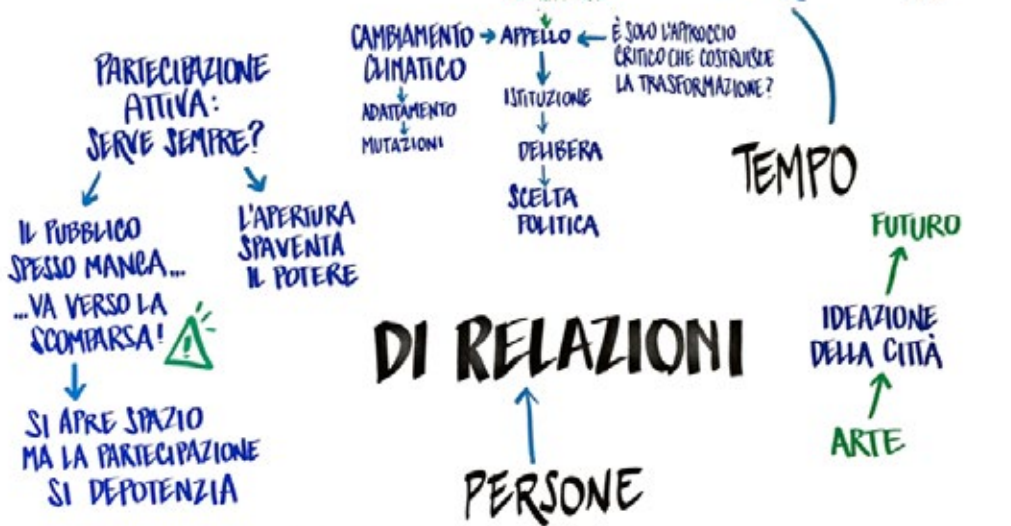 PARTECIPAZIONE
ATTIVA:
SERVE SEMPRE?
IL PUBBLICO
SPESSO MANCA...
...VA VERSO LA
SCOMPARSA!
!
SI APRE SPAZIO
MA LA PARTECIPAZIONE
SI DEPOTENZIA
L'APERTURA
SPAVENTA
IL POTERE
CAMBIAMENTO
CLIMATICO
ADATTAMENTO
MUTAZIONI
APPELLO
ISTITUZIONE
DELIBERA
SCELTA
POLITICA
È SOLO L'APPROCCIO
CRITICO CHE COSTRUISCE
LA TRASFORMAZIONE?
TEMPO
DI RELAZIONI
PERSONE
FUTURO
IDEAZIONE
DELLA CITTÀ
ARTE